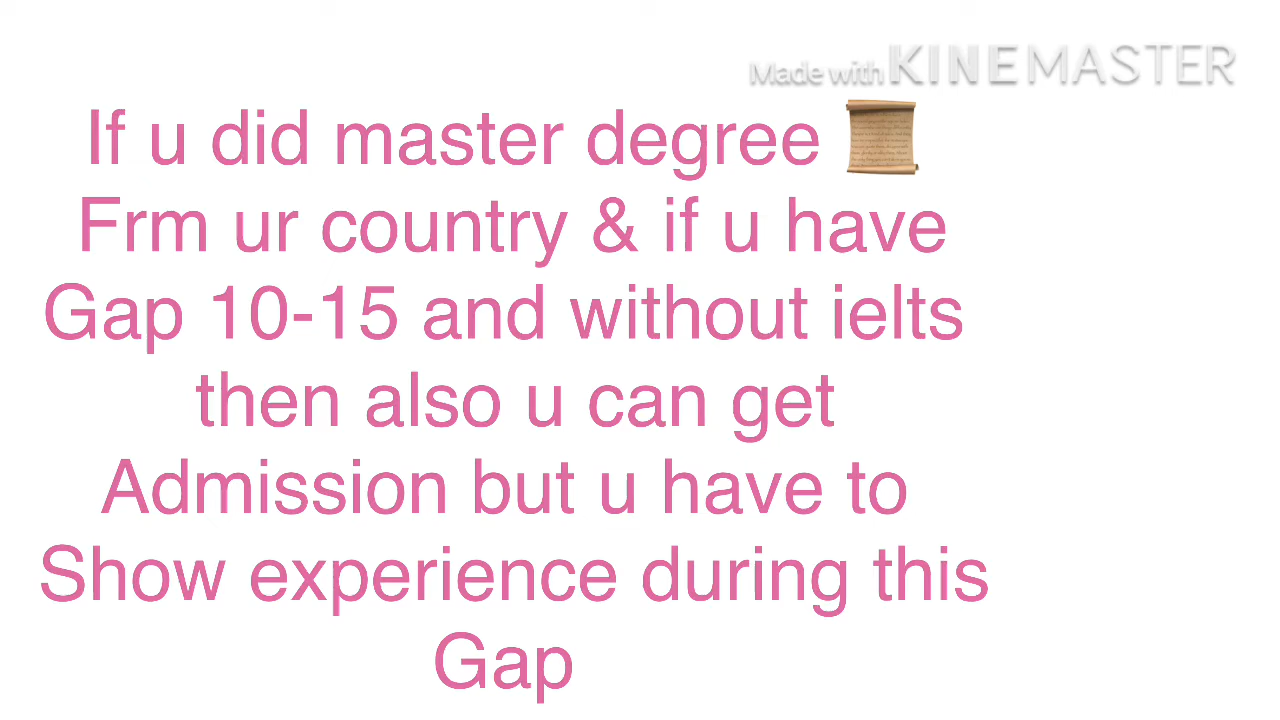 Made with KINEMASTER
If u did master degree
Frm ur country & if u have
Gap 10-15 and without ielts
then also u can get
Admission but u have to
Show experience during this
Gap